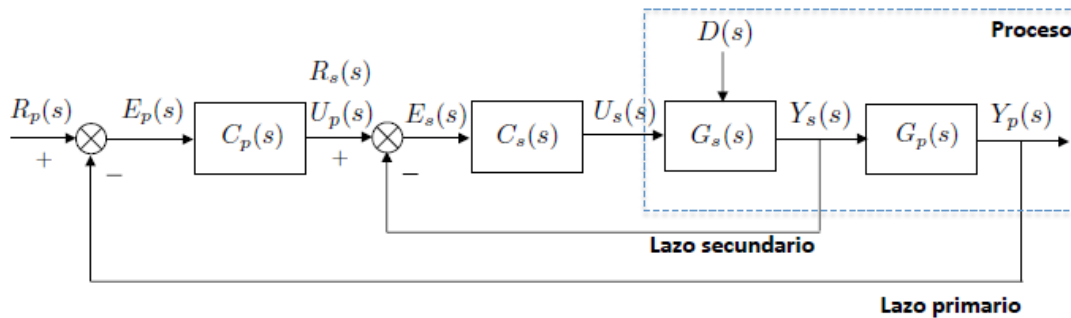 Proceso
D(s)
R_s(s)
R_p(s) E_p(s) C_p(s) U_p(s) E_s(s) C_s(s) U_s(s) G_s(s) Y_s(s) G_p(s) Y_p(s)
+ − + −
Lazo secundario
Lazo primario